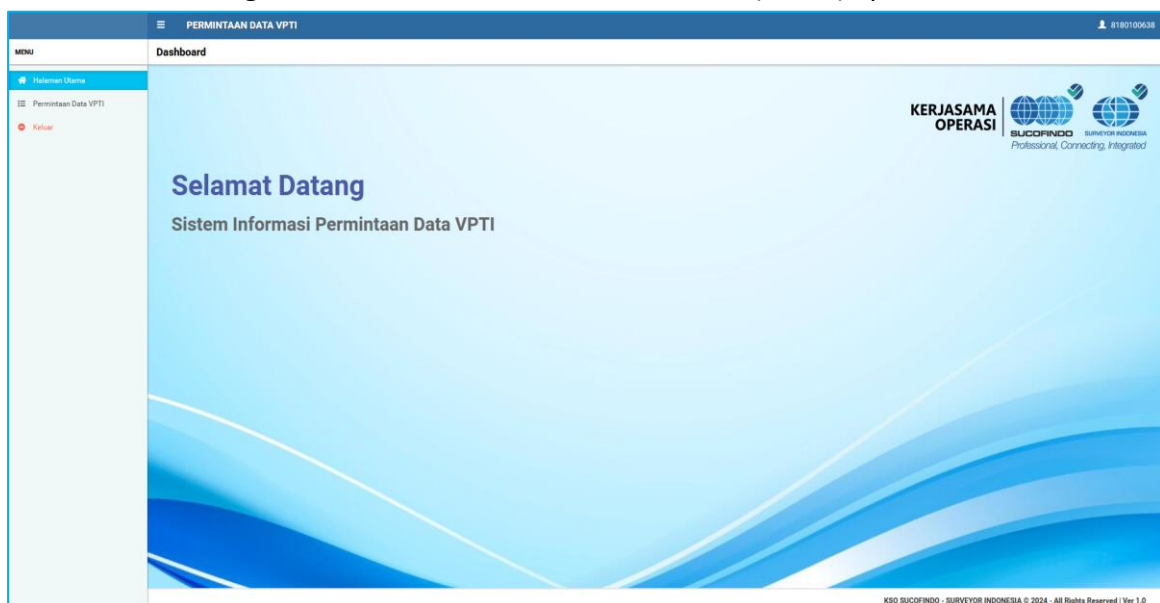 PERMINTAAN DATA VPTI
8180100638
MENU
Dashboard
Halaman Utama
Permintaan Data VPTI
Keluar
KERJASAMA
OPERASI
SUCOFINDO
SURVEYOR INDONESIA
Professional, Connecting, Integrated
Selamat Datang
Sistem Informasi Permintaan Data VPTI
KSO SUCOFINDO - SURVEYOR INDONESIA © 2024 - All Rights Reserved | Ver 1.0